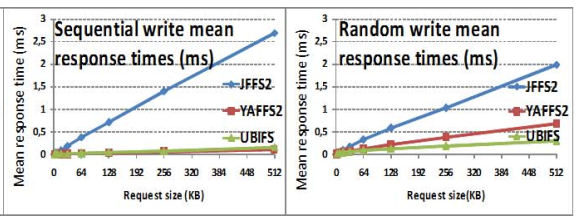 Sequential write mean
response times (ms)
Mean response time (ms)
3
2,5
2
1,5
1
0,5
0
JFFS2
YAFFS2
UBIFS
0 64 128 192 256 320 384 448 512
Request size(KB)
Random write mean
response times (ms)
Mean response time (ms)
3
2,5
2
1,5
1
0,5
0
JFFS2
YAFFS2
UBIFS
0 64 128 192 256 320 384 448 512
Request size(KB)